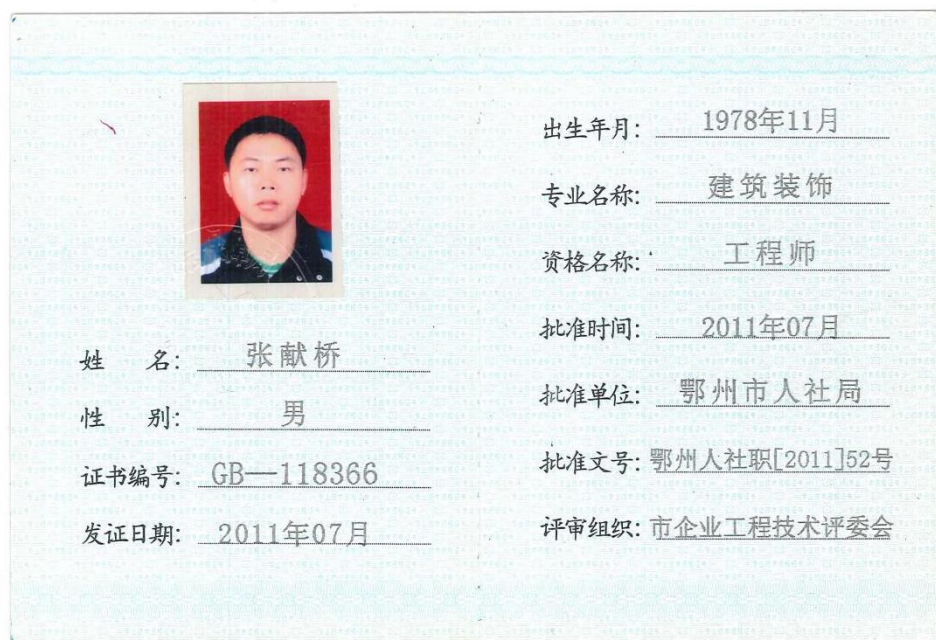 姓 名: 张献桥
性 别: 男
证书编号: GB—118366
发证日期: 2011年07月
出生年月: 1978年11月
专业名称: 建筑装饰
资格名称: 工程师
批准时间: 2011年07月
批准单位: 鄂州市人社局
批准文号: 鄂州人社职[2011]52号
评审组织: 市企业工程技术评委会